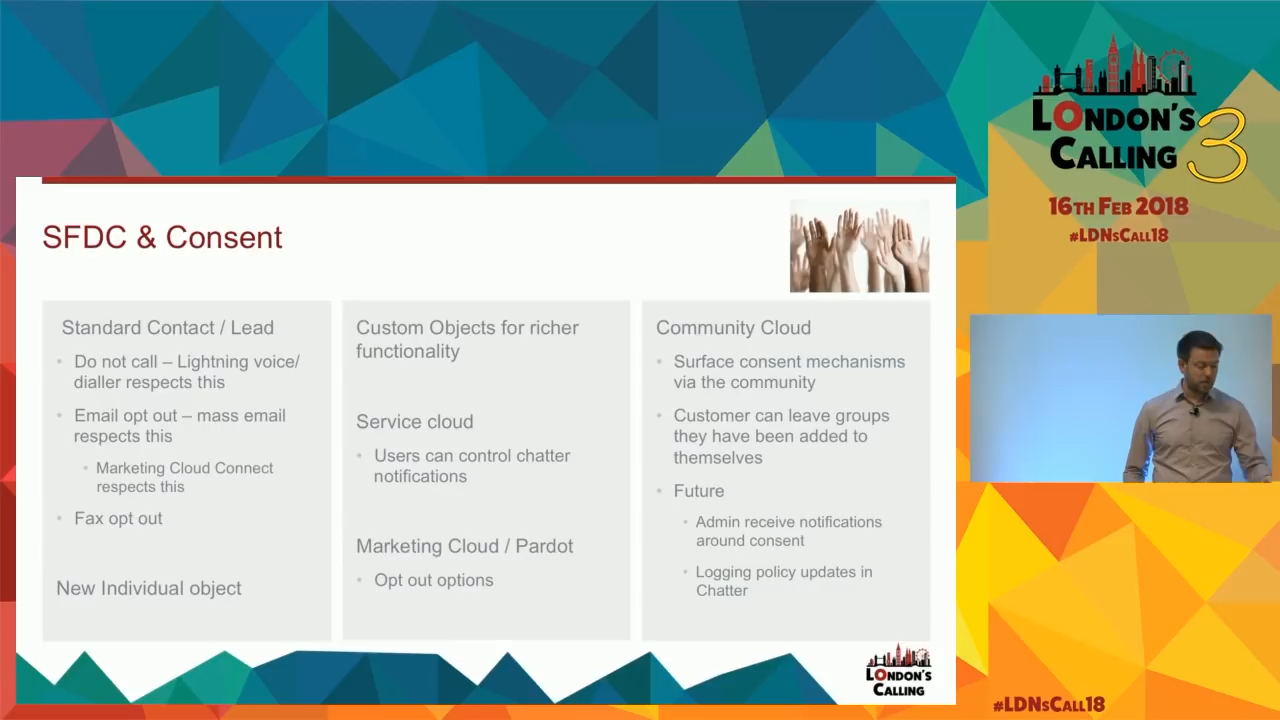 SFDC & Consent
Standard Contact / Lead
Do not call – Lightning voice/
dialler respects this
Email opt out – mass email
respects this
Marketing Cloud Connect
respects this
Fax opt out
New Individual object
Custom Objects for richer
functionality
Service cloud
Users can control chatter
notifications
Marketing Cloud / Pardot
Opt out options
Community Cloud
Surface consent mechanisms
via the community
Customer can leave groups
they have been added to
themselves
Future
Admin receive notifications
around consent
Logging policy updates in
Chatter
London's
Calling
London's
Calling 3
16th Feb 2018
#LDNsCall18
#LDNsCall18